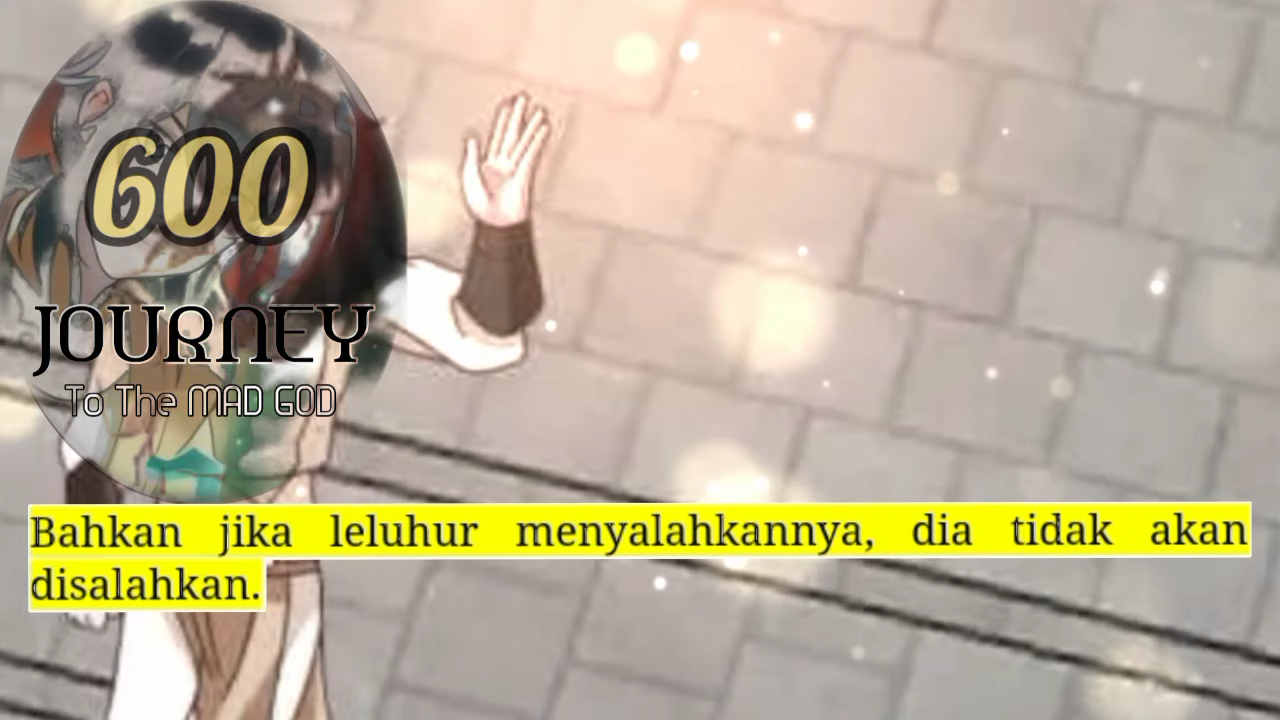 600
JOURNEY
To The MAD GOD
Bahkan jika leluhur menyalahkannya, dia tidak akan
disalahkan.